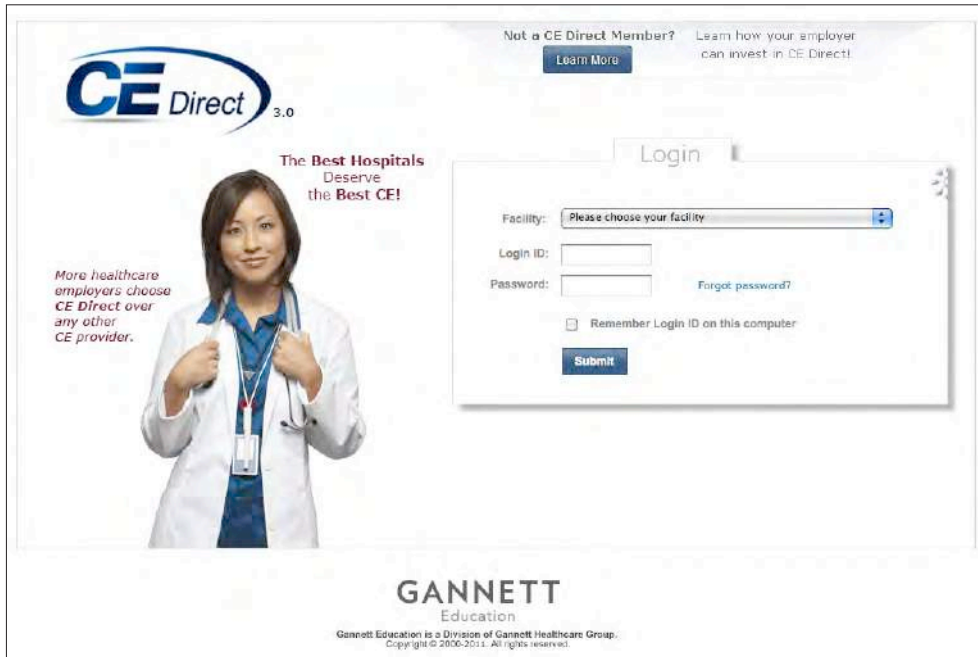 Not a CE Direct Member?
Learn More
Learn how your employer
can invest in CE Direct!
CE Direct 3.0
The Best Hospitals
Deserve
the Best CE!
More healthcare
employers choose
CE Direct over
any other
CE provider.
Login
Facility: Please choose your facility
Login ID:
Password: Forgot password?
Remember Login ID on this computer
Submit
GANNETT
Education
Gannett Education is a Division of Gannett Healthcare Group.
Copyright © 2000-2011. All rights reserved.